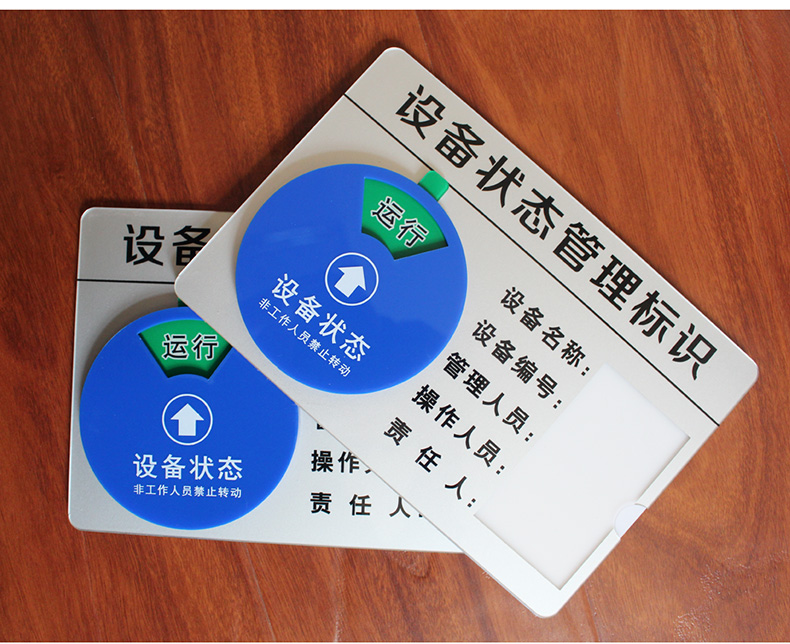 设备状态管理标识
运行
设备状态
非工作人员禁止转动
设备名称：
设备编号：
管理人员：
操作人员：
责 任 人：
设备
运行
设备状态
非工作人员禁止转动
操作人
责 任 人：